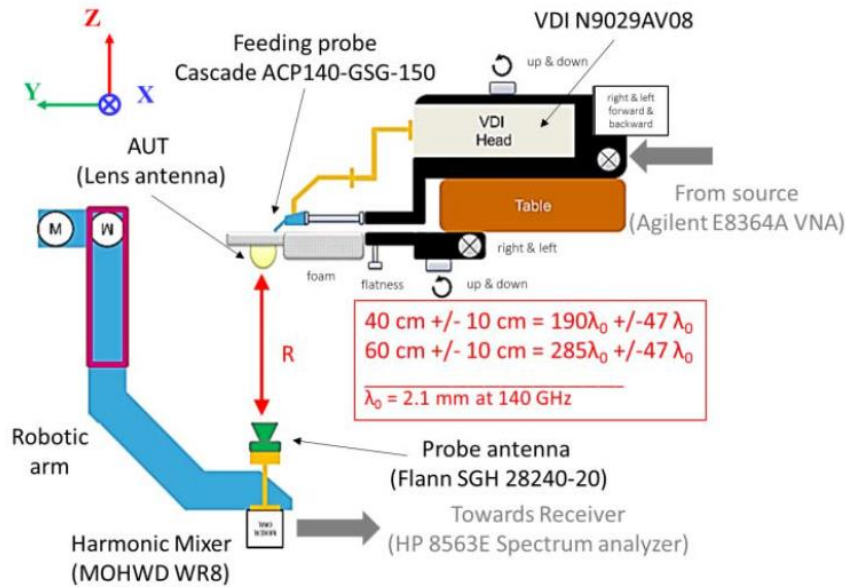 Z
Y
X
Feeding probe
Cascade ACP140-GSG-150
VDI N9029AV08
up & down
right & left
forward &
backward
VDI
Head
AUT
(Lens antenna)
From source
(Agilent E8364A VNA)
Table
M
M
right & left
foam
flatness
up & down
R
40 cm +/- 10 cm = 190λ₀ +/-47 λ₀
60 cm +/- 10 cm = 285λ₀ +/-47 λ₀
λ₀ = 2.1 mm at 140 GHz
Robotic
arm
Probe antenna
(Flann SGH 28240-20)
Harmonic Mixer
(MOHWD WR8)
Towards Receiver
(HP 8563E Spectrum analyzer)